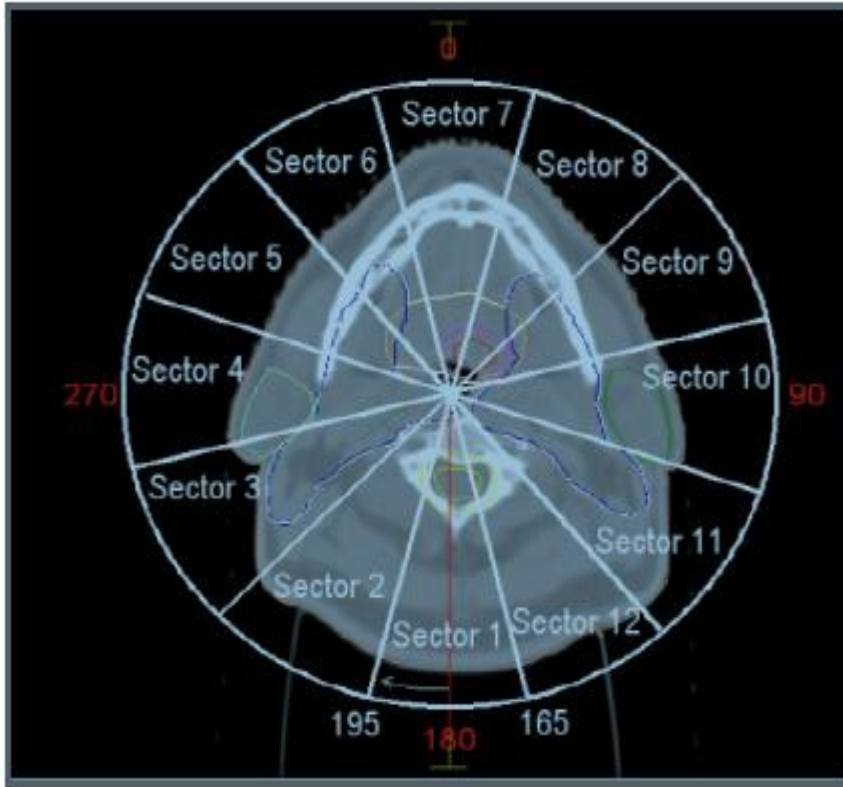 0
Sector 7
Sector 6
Sector 8
Sector 5
Sector 9
Sector 4
Sector 10
270
90
Sector 3
Sector 11
Sector 2
Sector 1
Sector 12
195
180
165